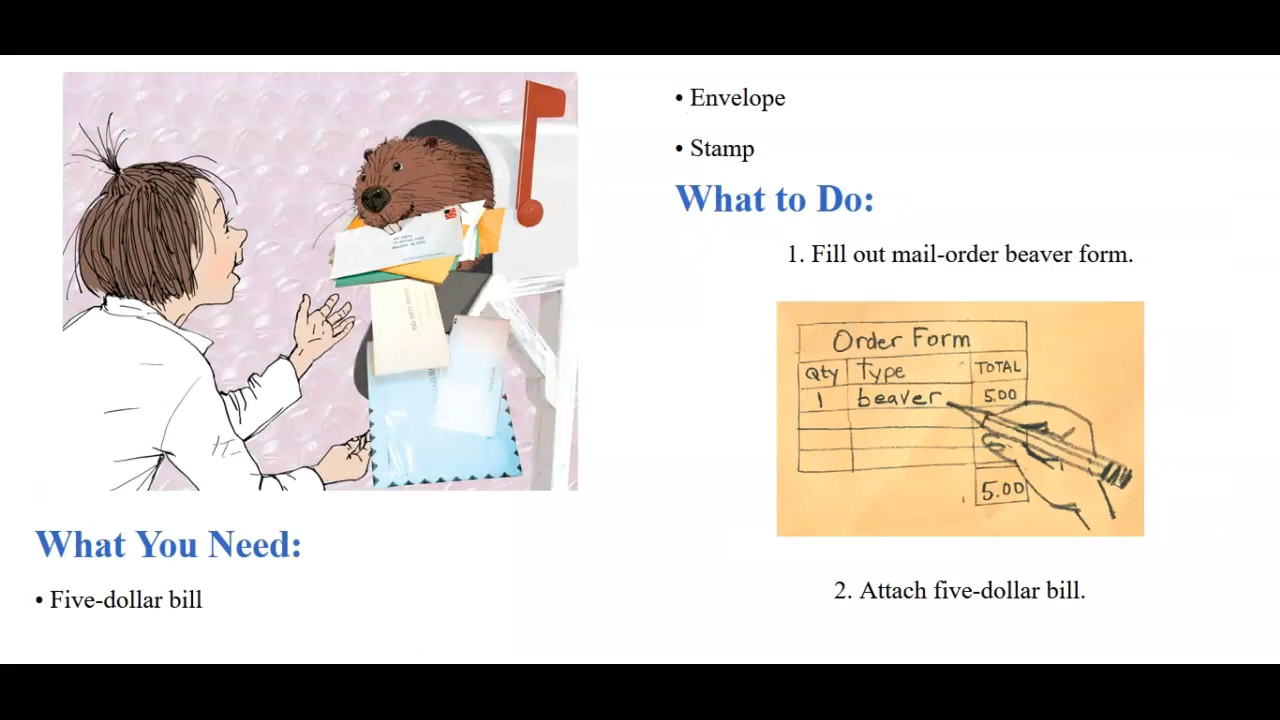 What You Need:
• Five-dollar bill
• Envelope
• Stamp
What to Do:
1. Fill out mail-order beaver form.
Order Form
Qty Type TOTAL
1 beaver 5.00
5.00
2. Attach five-dollar bill.